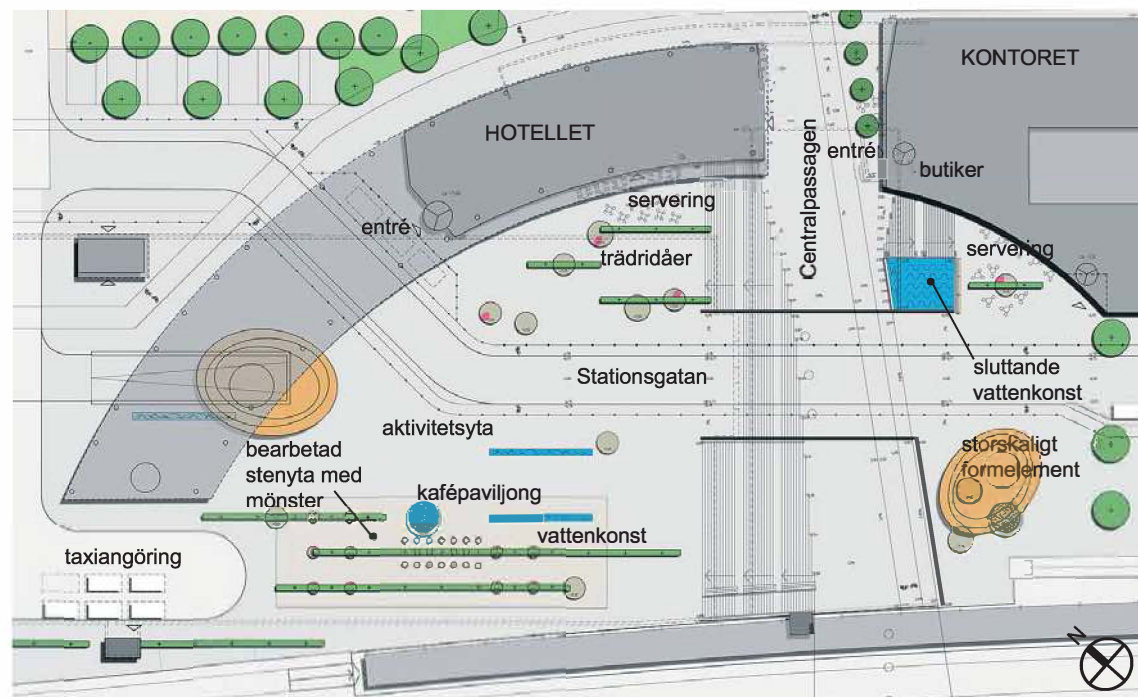 KONTORET
HOTELLET
Centralpassagen
entré
butiker
servering
entré
trädridåer
servering
Stationsgatan
sluttande
vattenkonst
aktivitetsyta
bearbetad
stenyta med
mönster
storskaligt
formelement
kafépaviljong
vattenkonst
taxiangöring
N